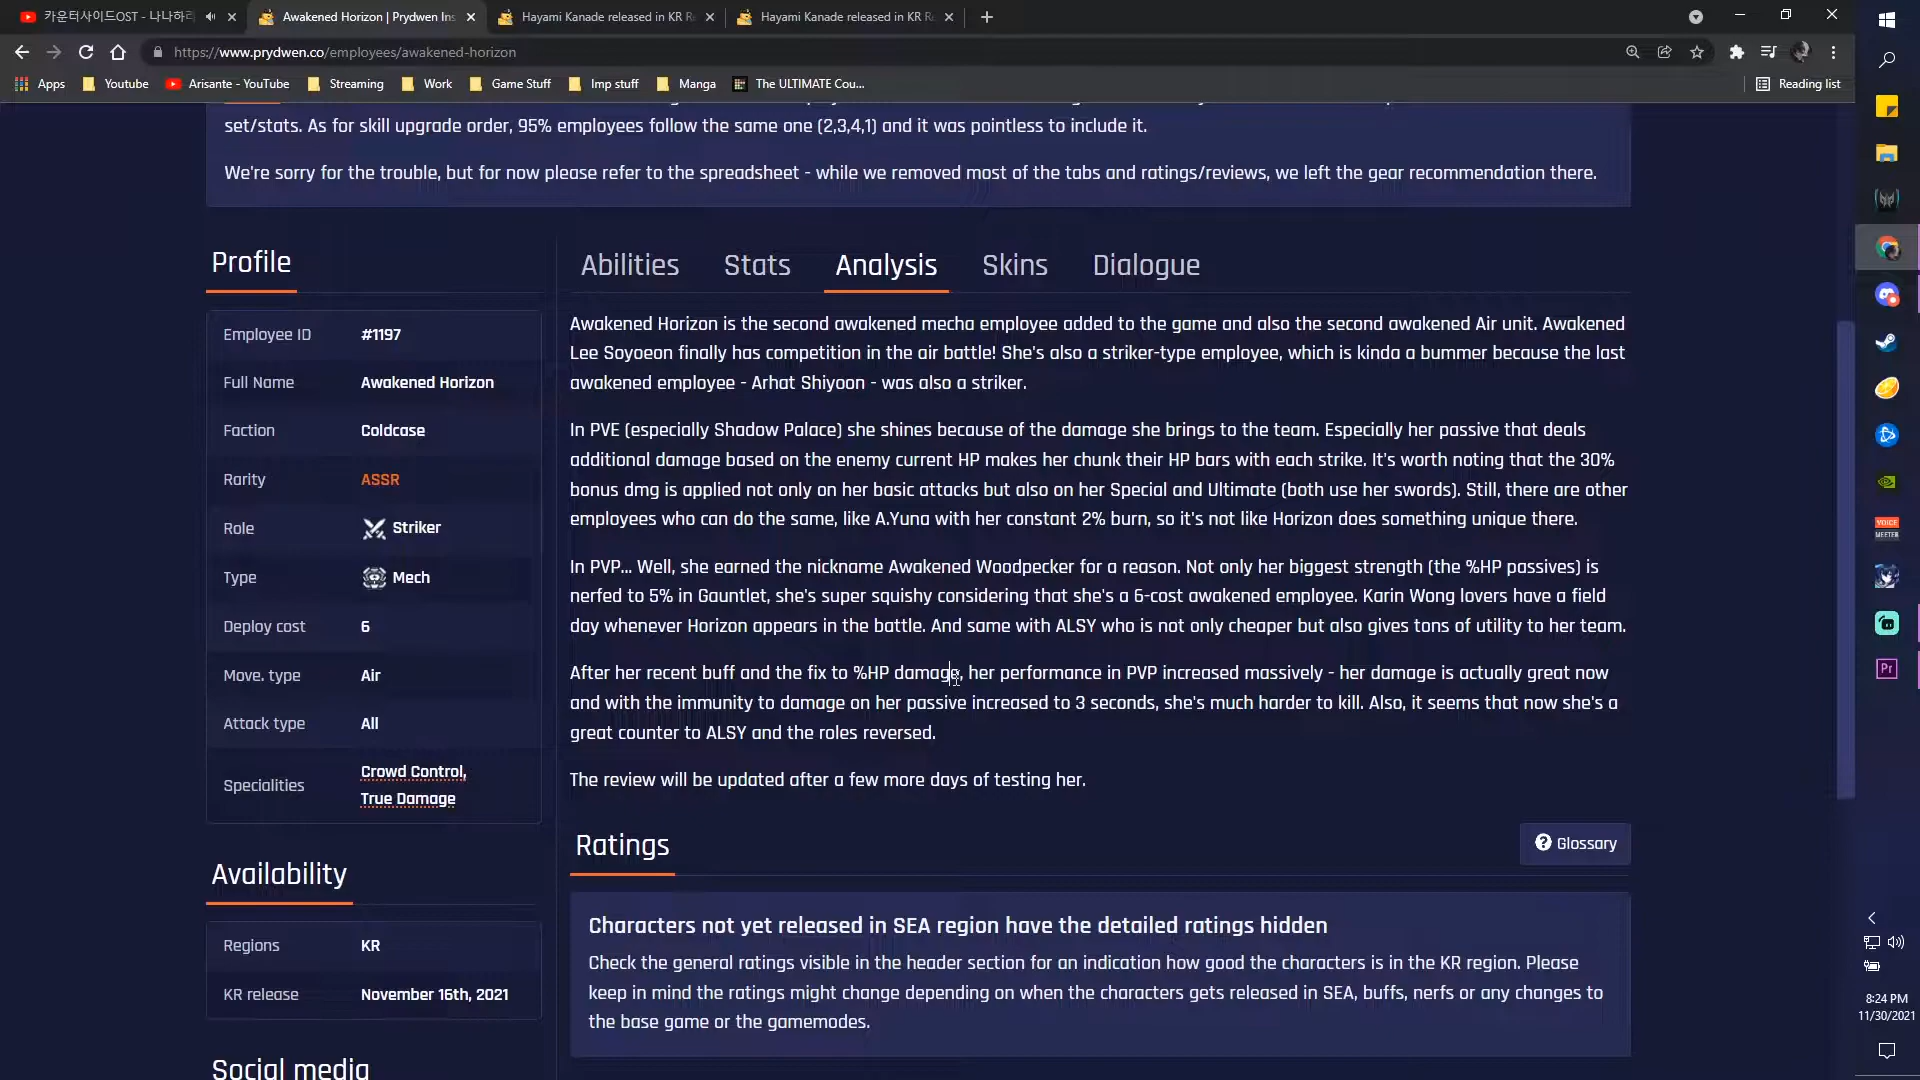 카운터사이드OST - 나나하라
Awakened Horizon | Prydwen Ins
Hayami Kanade released in KR R
Hayami Kanade released in KR R
https://www.prydwen.co/employees/awakened-horizon
Apps
Youtube
Arisante - YouTube
Streaming
Work
Game Stuff
Imp stuff
Manga
The ULTIMATE Cou...
Reading list
set/stats. As for skill upgrade order, 95% employees follow the same one (2,3,4,1) and it was pointless to include it.
We're sorry for the trouble, but for now please refer to the spreadsheet - while we removed most of the tabs and ratings/reviews, we left the gear recommendation there.
Profile
Employee ID #1197
Full Name Awakened Horizon
Faction Coldcase
Rarity ASSR
Role Striker
Type Mech
Deploy cost 6
Move. type Air
Attack type All
Specialities Crowd Control,
True Damage
Availability
Regions KR
KR release November 16th, 2021
Social media
Abilities Stats Analysis Skins Dialogue
Awakened Horizon is the second awakened mecha employee added to the game and also the second awakened Air unit. Awakened
Lee Soyoeon finally has competition in the air battle! She's also a striker-type employee, which is kinda a bummer because the last
awakened employee - Arhat Shiyoon - was also a striker.
In PVE (especially Shadow Palace) she shines because of the damage she brings to the team. Especially her passive that deals
additional damage based on the enemy current HP makes her chunk their HP bars with each strike. It's worth noting that the 30%
bonus dmg is applied not only on her basic attacks but also on her Special and Ultimate (both use her swords). Still, there are other
employees who can do the same, like A.Yuna with her constant 2% burn, so it's not like Horizon does something unique there.
In PVP... Well, she earned the nickname Awakened Woodpecker for a reason. Not only her biggest strength (the %HP passives) is
nerfed to 5% in Gauntlet, she's super squishy considering that she's a 6-cost awakened employee. Karin Wong lovers have a field
day whenever Horizon appears in the battle. And same with ALSY who is not only cheaper but also gives tons of utility to her team.
After her recent buff and the fix to %HP damage, her performance in PVP increased massively - her damage is actually great now
and with the immunity to damage on her passive increased to 3 seconds, she's much harder to kill. Also, it seems that now she's a
great counter to ALSY and the roles reversed.
The review will be updated after a few more days of testing her.
Ratings
Glossary
Characters not yet released in SEA region have the detailed ratings hidden
Check the general ratings visible in the header section for an indication how good the characters is in the KR region. Please
keep in mind the ratings might change depending on when the characters gets released in SEA, buffs, nerfs or any changes to
the base game or the gamemodes.
VOICE
MEETER
Pr
8:24 PM
11/30/2021